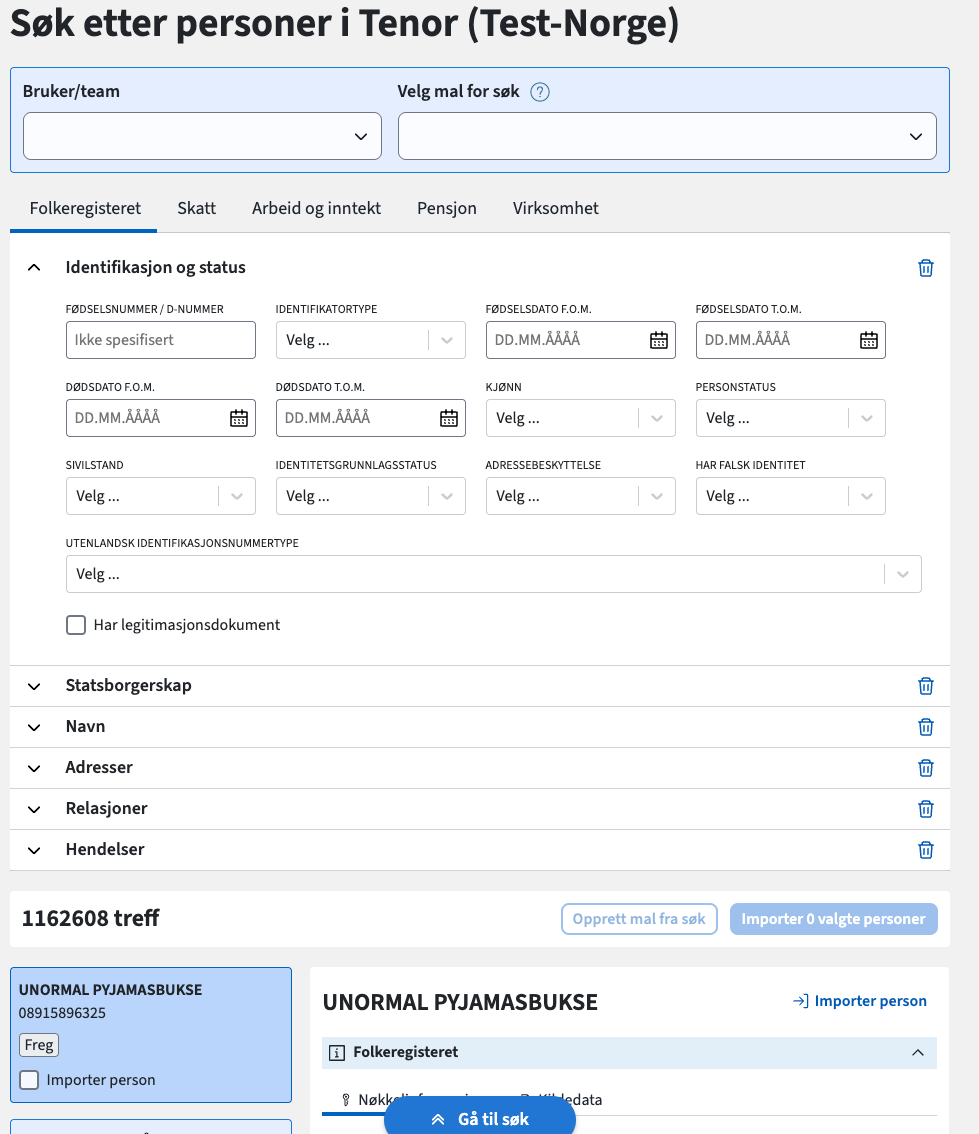 Søk etter personer i Tenor (Test-Norge)
Bruker/team
Velg mal for søk ?
Folkeregisteret Skatt Arbeid og inntekt Pensjon Virksomhet
Identifikasjon og status
FØDSELSNUMMER / D-NUMMER IDENTIFIKATORTYPE FØDSELSDATO F.O.M. FØDSELSDATO T.O.M.
Ikke spesifisert Velg ... DD.MM.ÅÅÅÅ DD.MM.ÅÅÅÅ
DØDSDATO F.O.M. DØDSDATO T.O.M. KJØNN PERSONSTATUS
DD.MM.ÅÅÅÅ DD.MM.ÅÅÅÅ Velg ... Velg ...
SIVILSTAND IDENTITETSGRUNNLAGSSTATUS ADRESSEBESKYTTELSE HAR FALSK IDENTITET
Velg ... Velg ... Velg ... Velg ...
UTENLANDSK IDENTIFIKASJONSNUMMERTYPE
Velg ...
Har legitimasjonsdokument
Statsborgerskap
Navn
Adresser
Relasjoner
Hendelser
1162608 treff
Opprett mal fra søk Importer 0 valgte personer
UNORMAL PYJAMASBUKSE
08915896325
Freg
Importer person
UNORMAL PYJAMASBUKSE
Importer person
Folkeregisteret
Gå til søk